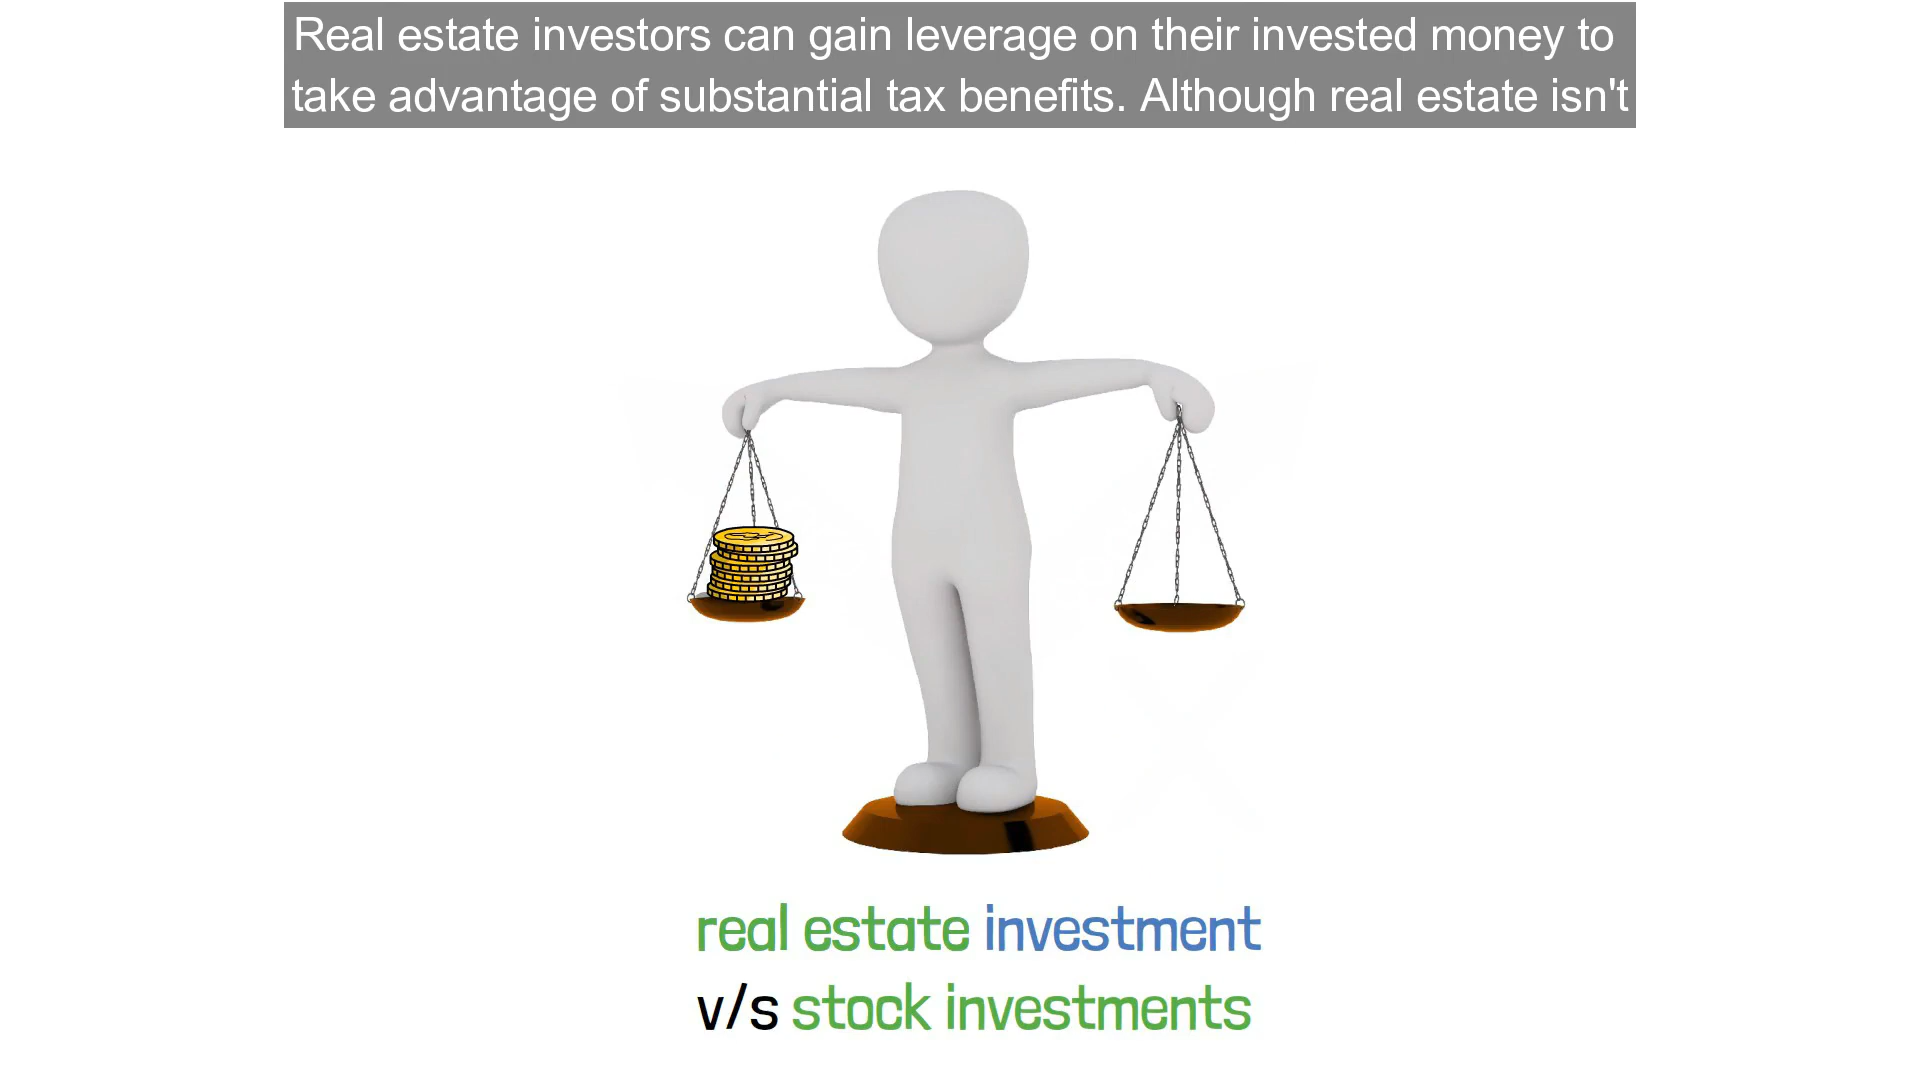 Real estate investors can gain leverage on their invested money to
take advantage of substantial tax benefits. Although real estate isn't
real estate investment
v/s stock investments